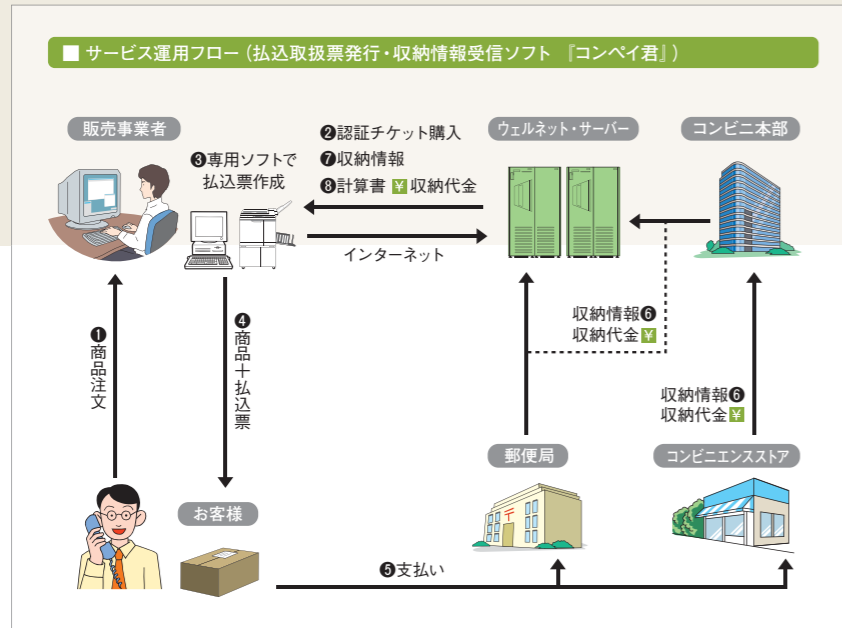 ■ サービス運用フロー（払込取扱票発行・収納情報受信ソフト 『コンペイ君』）
販売事業者
❸専用ソフトで
払込票作成
❷認証チケット購入
❼収納情報
❽計算書 ¥ 収納代金
インターネット
ウェルネット・サーバー
コンビニ本部
❶商品注文
❹商品＋払込票
収納情報❻
収納代金¥
収納情報❻
収納代金¥
郵便局
コンビニエンスストア
お客様
〒
❺支払い